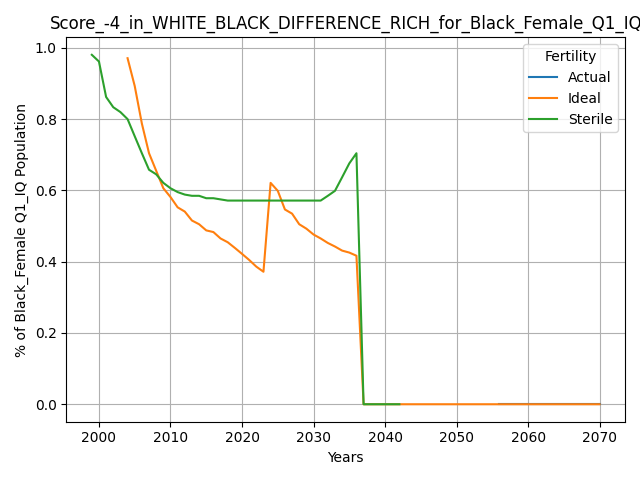 Score_-4_in_WHITE_BLACK_DIFFERENCE_RICH_for_Black_Female_Q1_IQ
Fertility
Actual
Ideal
Sterile
% of Black_Female Q1_IQ Population
1.0
0.8
0.6
0.4
0.2
0.0
2000 2010 2020 2030 2040 2050 2060 2070
Years